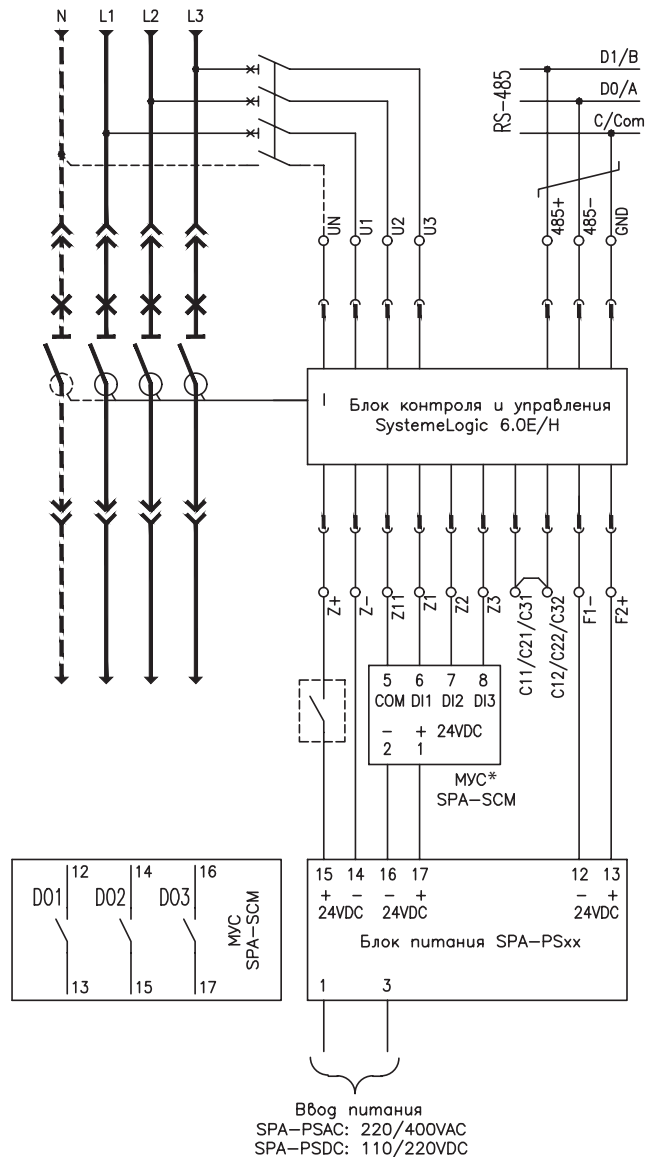 N L1 L2 L3
RS-485
D1/B
D0/A
C/Com
UN U1 U2 U3
485+ 485- GND
I Блок контроля и управления
SystemeLogic 6.0E/H
Z+ Z- Z11 Z1 Z2 Z3 C11/C21/C31 C12/C22/C32 F1- F2+
5 6 7 8
COM DI1 DI2 DI3
- + 24VDC
2 1
МУС*
SPA-SCM
15 14 16 17 12 13
+ - - + - +
24VDC 24VDC 24VDC
Блок питания SPA-PSxx
1 3
12 14 16
DO1 DO2 DO3
13 15 17
МУС
SPA-SCM
Ввод питания
SPA-PSAC: 220/400VAC
SPA-PSDC: 110/220VDC